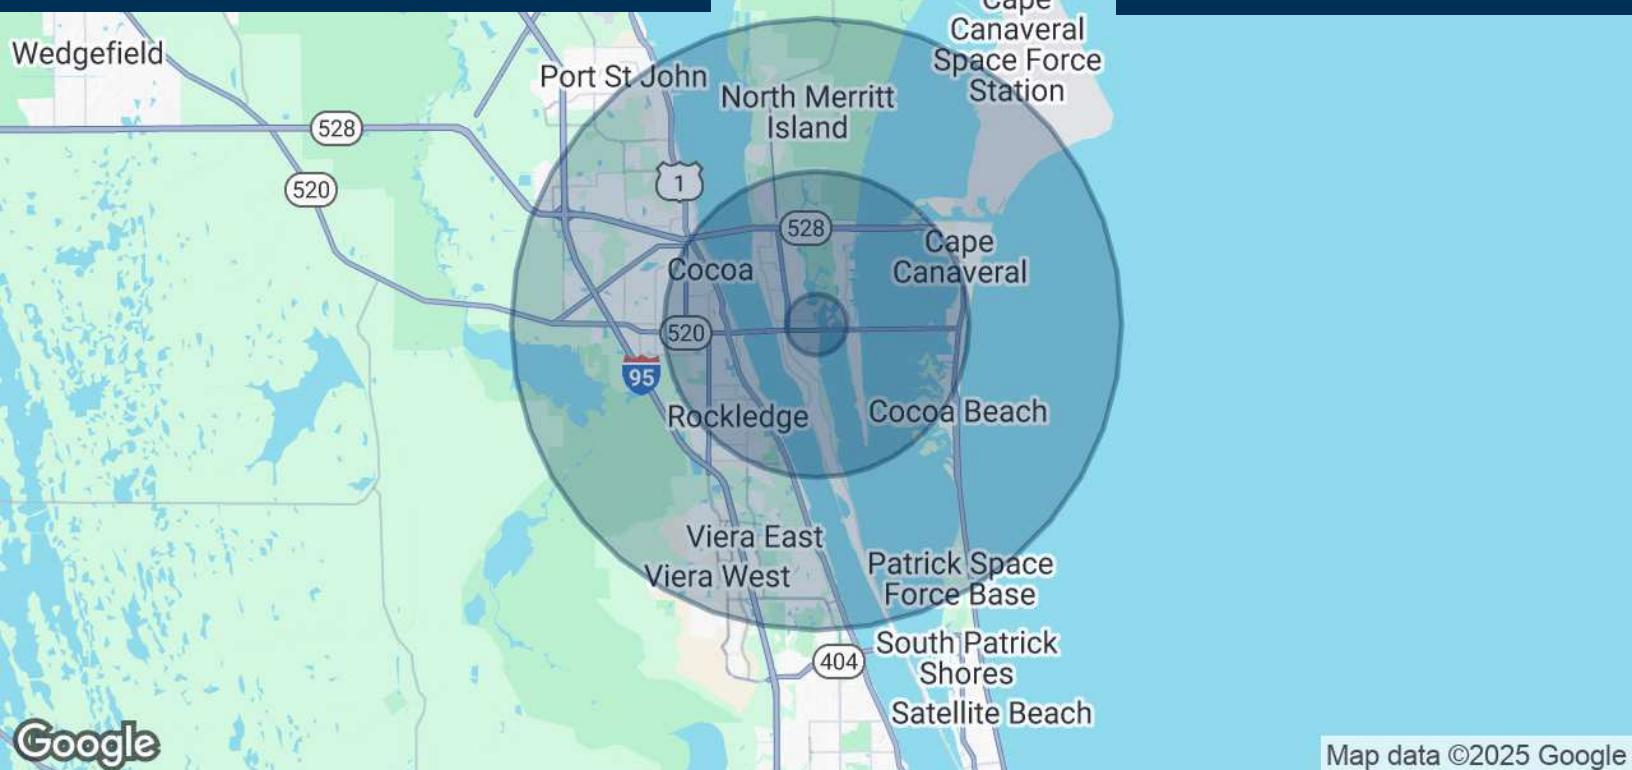 Cape
Canaveral
Space Force
Station
Wedgefield
Port St John
North Merritt
Island
528
520
1
528
Cape
Canaveral
Cocoa
520
95
Rockledge
Cocoa Beach
Viera East
Viera West
Patrick Space
Force Base
South Patrick
Shores
404
Satellite Beach
Google
Map data ©2025 Google